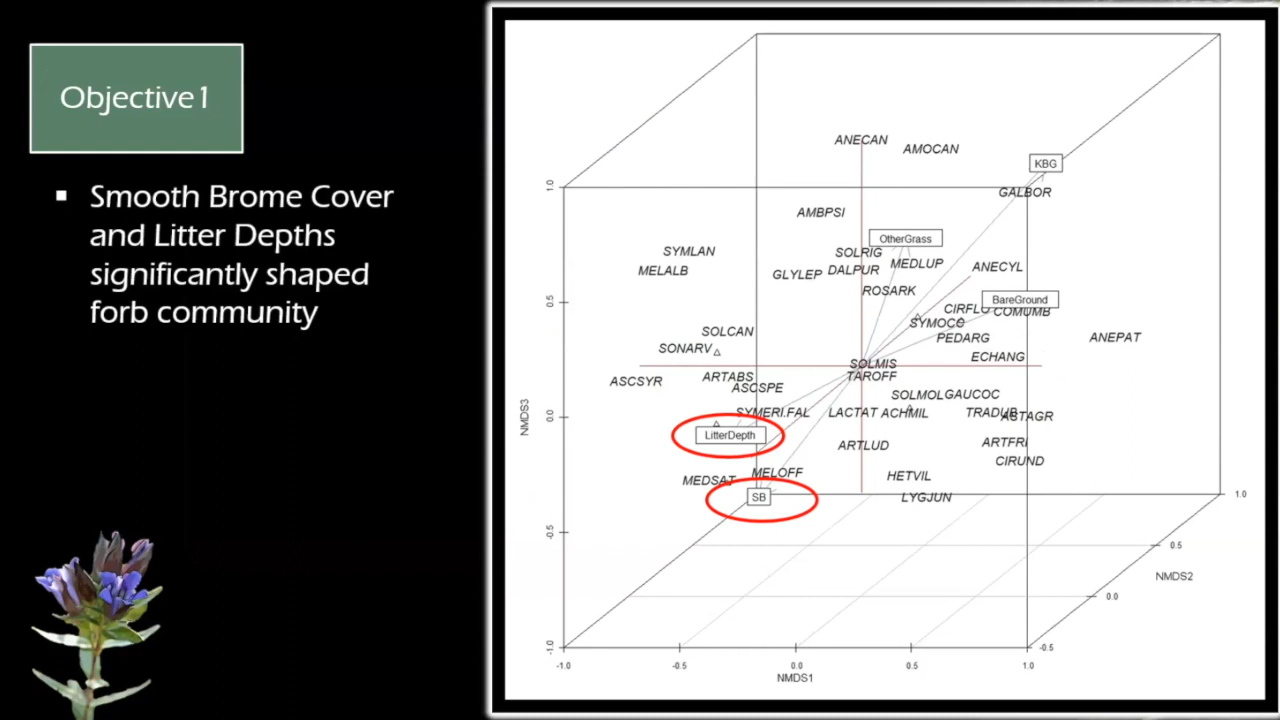 Objective 1
▪ Smooth Brome Cover
and Litter Depths
significantly shaped
forb community
ANECAN
AMOCAN
KBG
GALBOR
1.0
AMBPSI
OtherGrass
SYMLAN
SOLRIG
MEDLUP
ANECYL
MELALB
GLYLEP
DALPUR
ROSARK
BareGround
0.5
CIRFLO
COMUMB
SYMOCC
SOLCAN
PEDARG
ANEPAT
SONARV
ECHANG
SOLMIS
ASCSYR
ARTABS
TAROFF
ASCSPE
SOLMOL
GAUCOC
NMDS3
0.0
SYMERI.FAL
LACTAT
ACHMIL
TRADUB
ASTAGR
LitterDepth
ARTLUD
ARTFRI
CIRUND
MEDSAT
MELOFF
HETVIL
SB
LYGJUN
1.0
-0.5
0.5
NMDS2
0.0
-1.0
-0.5
-1.0
-0.5
0.0
0.5
1.0
NMDS1